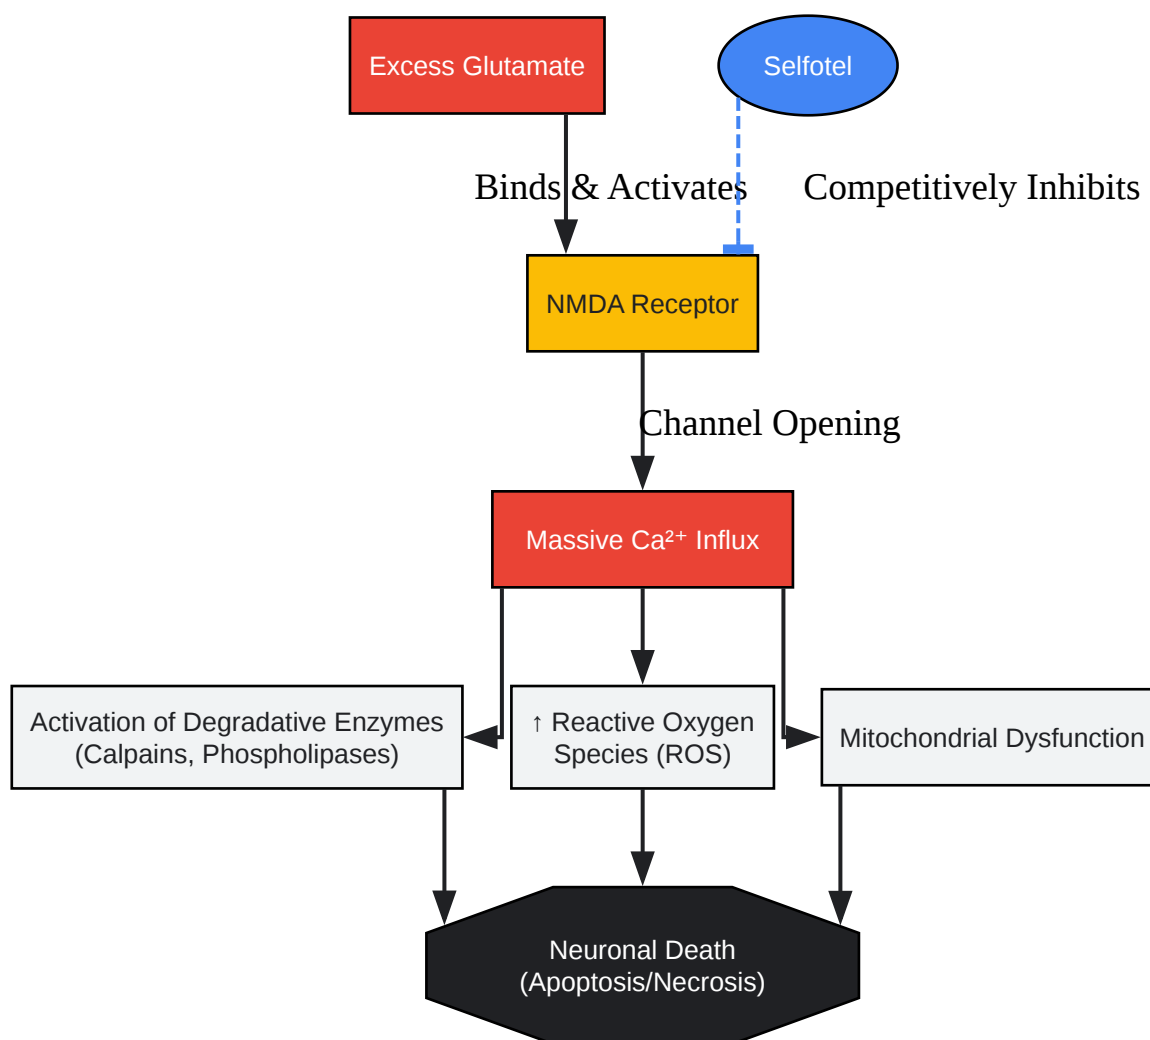 Excess Glutamate
Selfotel
Binds & Activates
Competitively Inhibits
NMDA Receptor
Channel Opening
Massive Ca²⁺ Influx
Activation of Degradative Enzymes
(Calpains, Phospholipases)
↑ Reactive Oxygen
Species (ROS)
Mitochondrial Dysfunction
Neuronal Death
(Apoptosis/Necrosis)